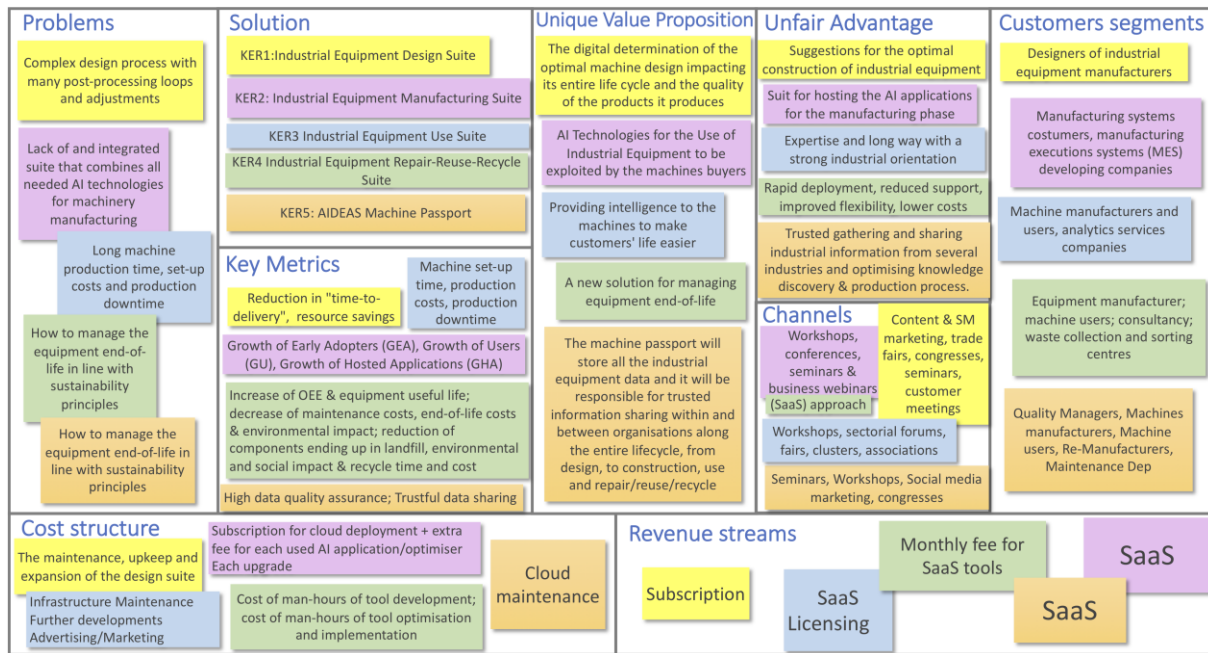 Problems
Complex design process with
many post-processing loops
and adjustments
Lack of and integrated
suite that combines all
needed AI technologies
for machinery
manufacturing
Long machine
production time, set-up
costs and production
downtime
How to manage the
equipment end-of-
life in line with
sustainability
principles
How to manage the
equipment end-of-life in
line with sustainability
principles
Solution
KER1:Industrial Equipment Design Suite
KER2: Industrial Equipment Manufacturing Suite
KER3 Industrial Equipment Use Suite
KER4 Industrial Equipment Repair-Reuse-Recycle
Suite
KER5: AIDEAS Machine Passport
Key Metrics
Reduction in "time-to-
delivery", resource savings
Machine set-up
time, production
costs, production
downtime
Growth of Early Adopters (GEA), Growth of Users
(GU), Growth of Hosted Applications (GHA)
Increase of OEE & equipment useful life;
decrease of maintenance costs, end-of-life costs
& environmental impact; reduction of
components ending up in landfill, environmental
and social impact & recycle time and cost
High data quality assurance; Trustful data sharing
Unique Value Proposition
The digital determination of the
optimal machine design impacting
its entire life cycle and the quality
of the products it produces
AI Technologies for the Use of
Industrial Equipment to be
exploited by the machines buyers
Providing intelligence to the
machines to make
customers' life easier
A new solution for managing
equipment end-of-life
The machine passport will
store all the industrial
equipment data and it will be
responsible for trusted
information sharing within and
between organisations along
the entire lifecycle, from
design, to construction, use
and repair/reuse/recycle
Unfair Advantage
Suggestions for the optimal
construction of industrial equipment
Suit for hosting the AI applications
for the manufacturing phase
Expertise and long way with a
strong industrial orientation
Rapid deployment, reduced support,
improved flexibility, lower costs
Trusted gathering and sharing
industrial information from several
industries and optimising knowledge
discovery & production process.
Channels
Workshops,
conferences,
seminars &
business webinars
(SaaS) approach
Content & SM
marketing, trade
fairs, congresses,
seminars,
customer
meetings
Workshops, sectorial forums,
fairs, clusters, associations
Seminars, Workshops, Social media
marketing, congresses
Customers segments
Designers of industrial
equipment manufacturers
Manufacturing systems
costumers, manufacturing
executions systems (MES)
developing companies
Machine manufacturers and
users, analytics services
companies
Equipment manufacturer;
machine users; consultancy;
waste collection and sorting
centres
Quality Managers, Machines
manufacturers, Machine
users, Re-Manufacturers,
Maintenance Dep
Cost structure
The maintenance, upkeep and
expansion of the design suite
Infrastructure Maintenance
Further developments
Advertising/Marketing
Subscription for cloud deployment + extra
fee for each used AI application/optimiser
Each upgrade
Cost of man-hours of tool development;
cost of man-hours of tool optimisation
and implementation
Cloud
maintenance
Revenue streams
Subscription
SaaS
Licensing
Monthly fee for
SaaS tools
SaaS
SaaS